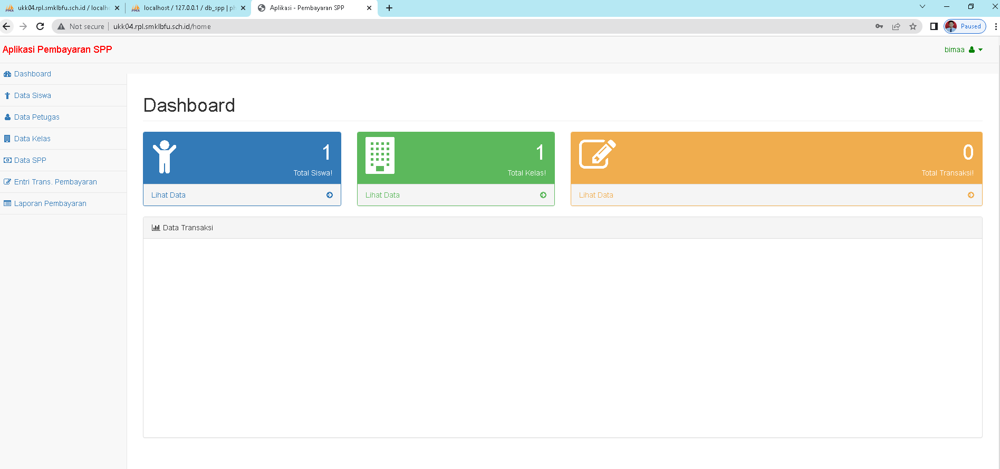 ukk04.rpl.smklbfu.sch.id / localho
localhost / 127.0.0.1 / db_spp | ph
Aplikasi - Pembayaran SPP
Not secure
ukk04.rpl.smklbfu.sch.id/home
Paused
Aplikasi Pembayaran SPP
bimaa
Dashboard
Data Siswa
Data Petugas
Data Kelas
Data SPP
Entri Trans. Pembayaran
Laporan Pembayaran
Dashboard
1
Total Siswa!
Lihat Data
1
Total Kelas!
Lihat Data
0
Total Transaksi!
Lihat Data
Data Transaksi